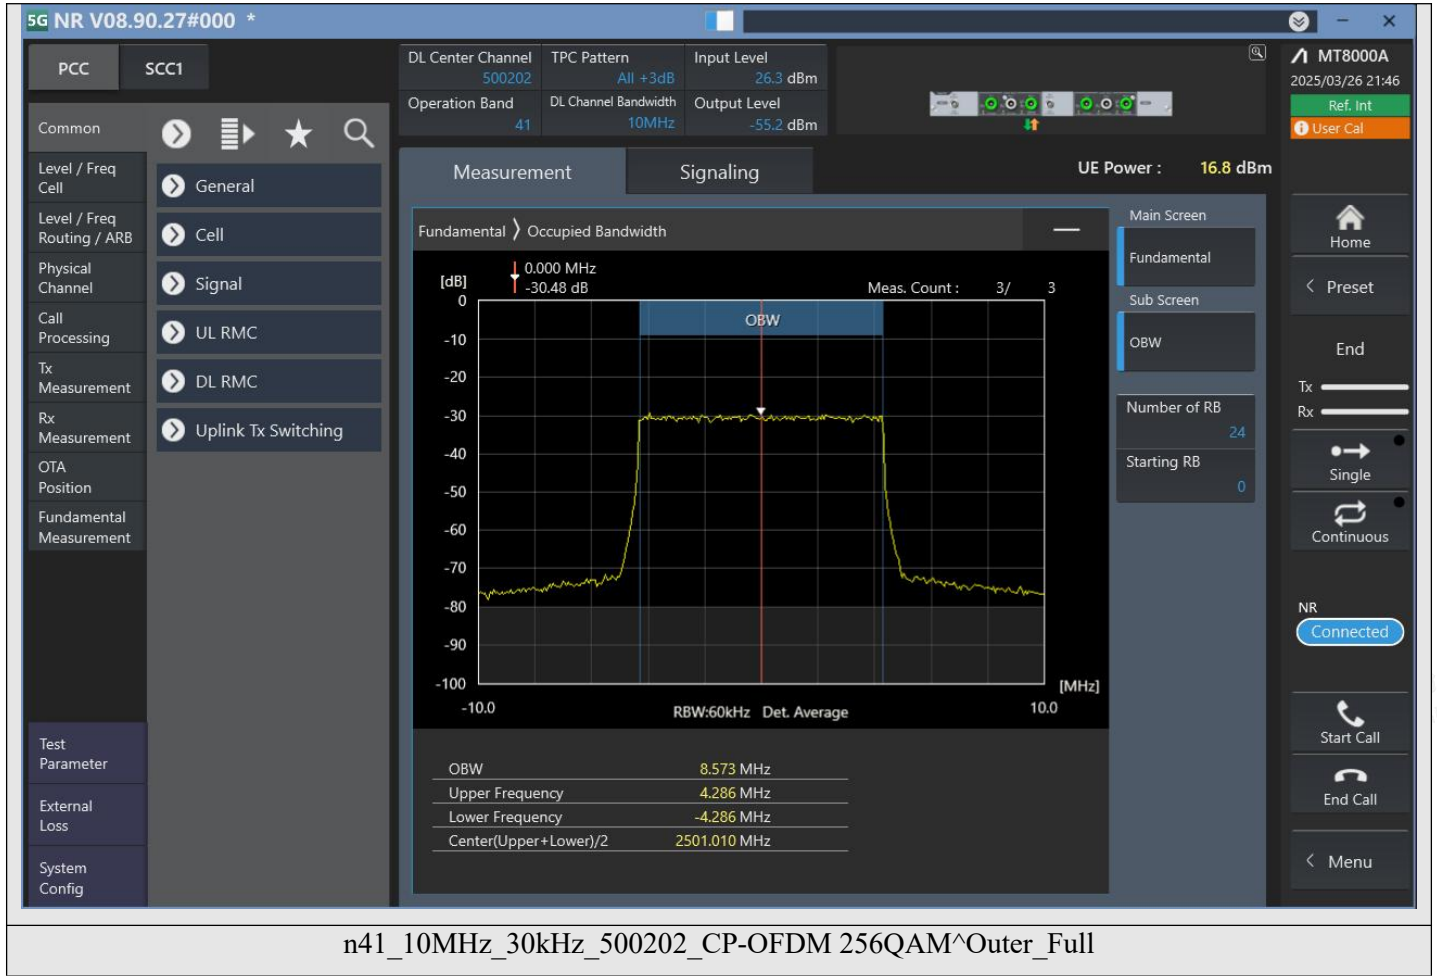 5G NR V08.90.27#000 *
PCC
SCC1
DL Center Channel
500202
TPC Pattern
All +3dB
Input Level
26.3 dBm
Operation Band
41
DL Channel Bandwidth
10MHz
Output Level
-55.2 dBm
MT8000A
2025/03/26 21:46
Ref. Int
User Cal
Common
Level / Freq
Cell
Level / Freq
Routing / ARB
Physical
Channel
Call
Processing
Tx
Measurement
Rx
Measurement
OTA
Position
Fundamental
Measurement
Test
Parameter
External
Loss
System
Config
General
Cell
Signal
UL RMC
DL RMC
Uplink Tx Switching
Measurement
Signaling
UE Power : 16.8 dBm
Fundamental > Occupied Bandwidth
[dB]
0.000 MHz
-30.48 dB
Meas. Count : 3/ 3
OBW
0
-10
-20
-30
-40
-50
-60
-70
-80
-90
-100
[MHz]
-10.0
RBW:60kHz Det. Average
10.0
OBW 8.573 MHz
Upper Frequency 4.286 MHz
Lower Frequency -4.286 MHz
Center(Upper+Lower)/2 2501.010 MHz
Main Screen
Fundamental
Sub Screen
OBW
Number of RB
24
Starting RB
0
Home
< Preset
End
Tx
Rx
Single
Continuous
NR
Connected
Start Call
End Call
< Menu
n41_10MHz_30kHz_500202_CP-OFDM 256QAM^Outer_Full